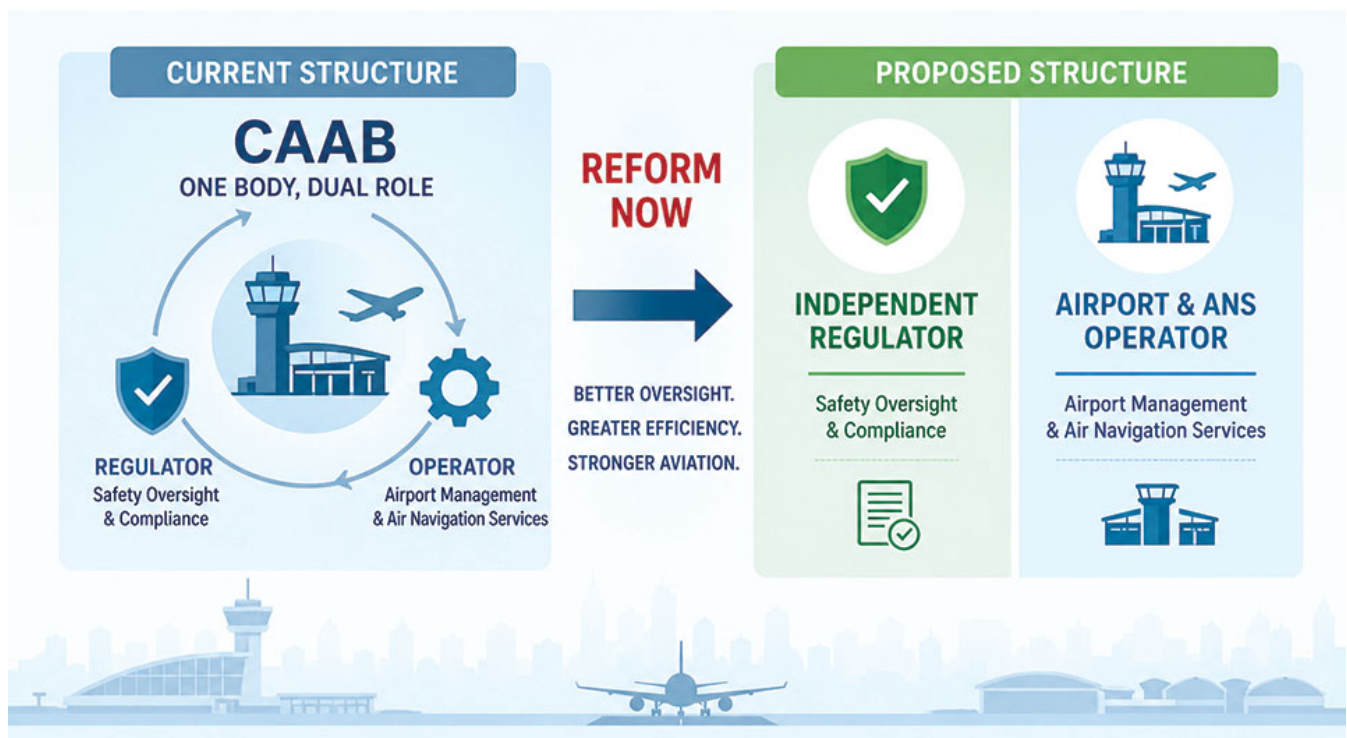 CURRENT STRUCTURE
CAAB
ONE BODY, DUAL ROLE
REGULATOR
Safety Oversight
& Compliance
OPERATOR
Airport Management
& Air Navigation Services
REFORM
NOW
BETTER OVERSIGHT.
GREATER EFFICIENCY.
STRONGER AVIATION.
PROPOSED STRUCTURE
INDEPENDENT
REGULATOR
Safety Oversight
& Compliance
AIRPORT & ANS
OPERATOR
Airport Management
& Air Navigation Services